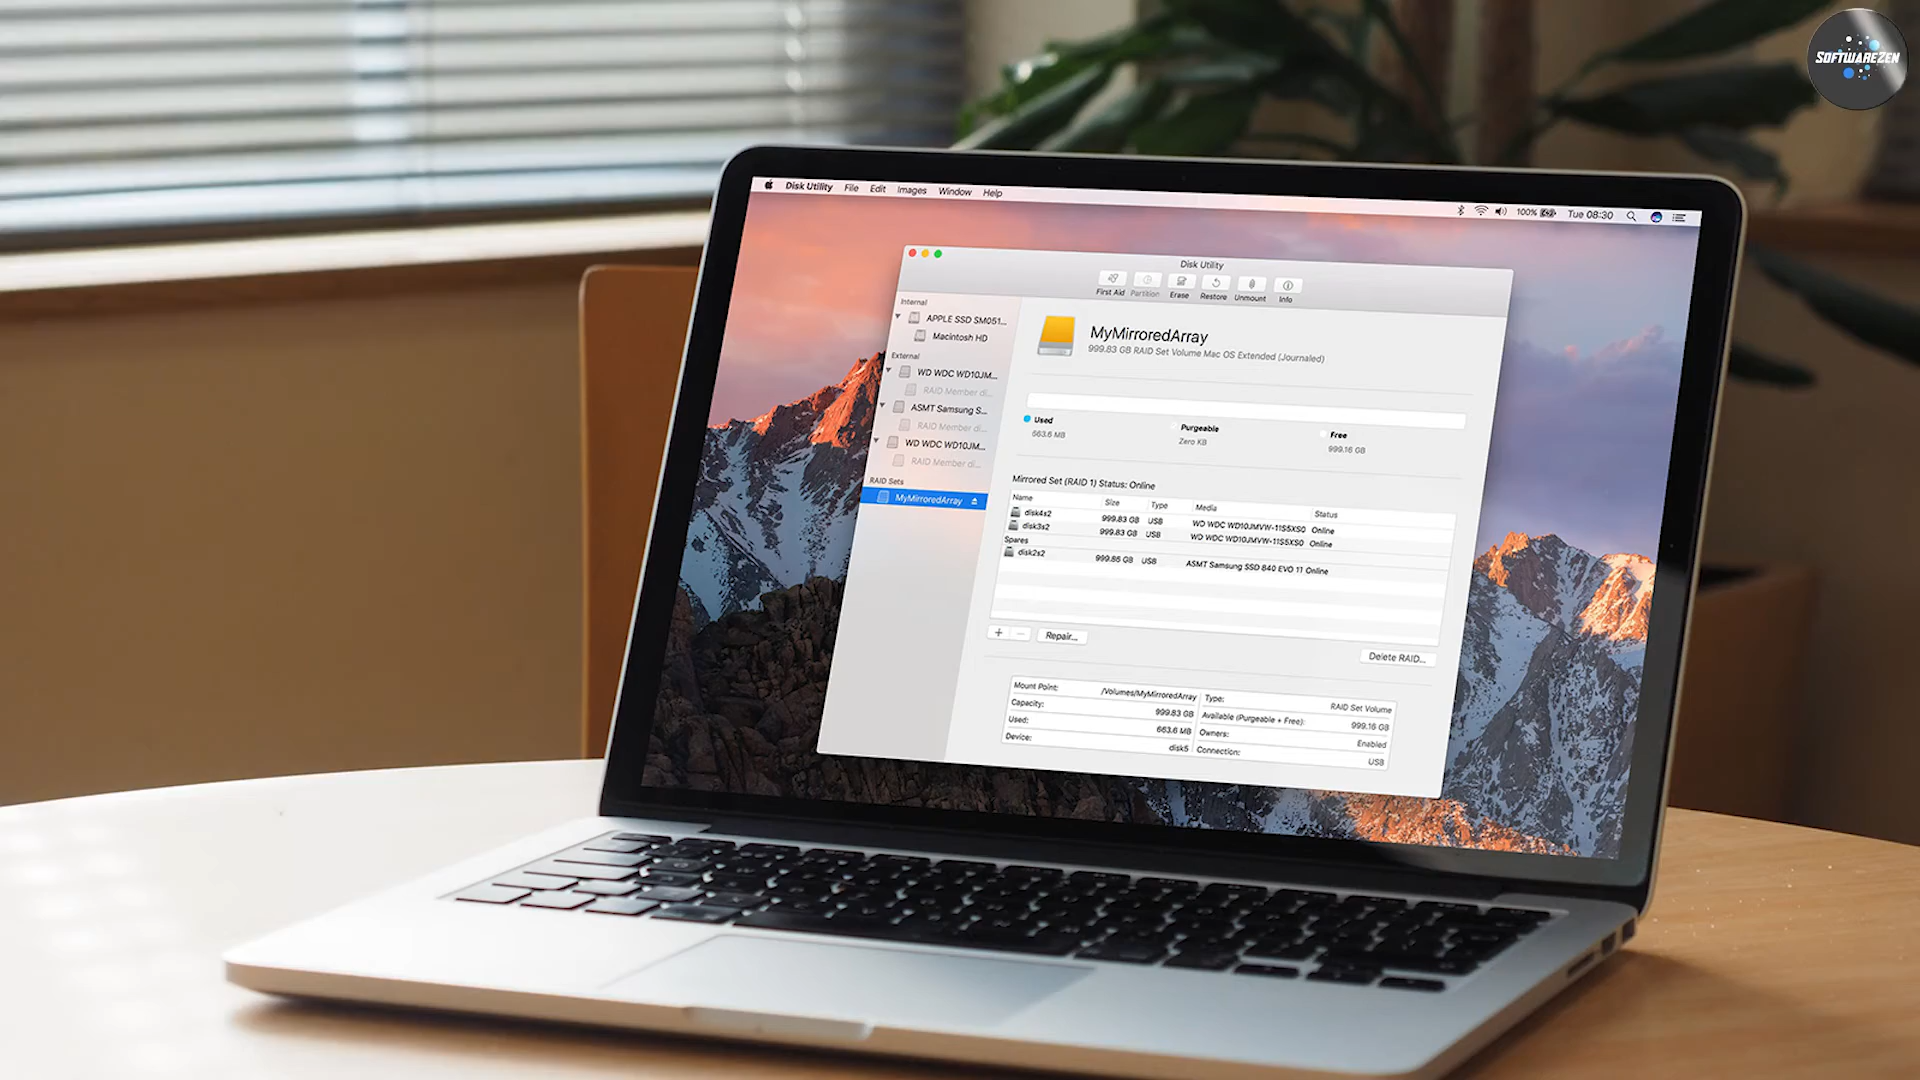 SOFTWAREZEN
Disk Utility File Edit Images Window Help
100% Tue 08:30
Disk Utility
First Aid Partition Erase Restore Unmount Info
Internal
APPLE SSD SM051...
Macintosh HD
External
WD WDC WD10JM...
RAID Member di...
ASMT Samsung S...
RAID Member di...
WD WDC WD10JM...
RAID Member di...
RAID Sets
MyMirroredArray
MyMirroredArray
999.83 GB RAID Set Volume Mac OS Extended (Journaled)
Used Purgeable Free
663.6 MB Zero KB 999.16 GB
Mirrored Set (RAID 1) Status: Online
Name Size Type Media Status
disk4s2 999.83 GB USB WD WDC WD10JMVW-11S5XS0 Online
disk3s2 999.83 GB USB WD WDC WD10JMVW-11S5XS0 Online
Spares
disk2s2 999.86 GB USB ASMT Samsung SSD 840 EVO 1T Online
+ − Repair...
Delete RAID...
Mount Point: /Volumes/MyMirroredArray Type: RAID Set Volume
Capacity: 999.83 GB Available (Purgeable + Free): 999.16 GB
Used: 663.6 MB Owners: Enabled
Device: disk5 Connection: USB